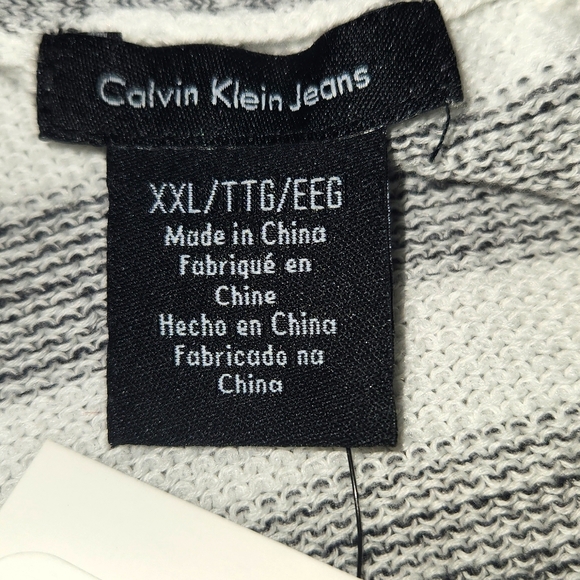 Calvin Klein Jeans
XXL/TTG/EEG
Made in China
Fabriqué en
Chine
Hecho en China
Fabricado na
China